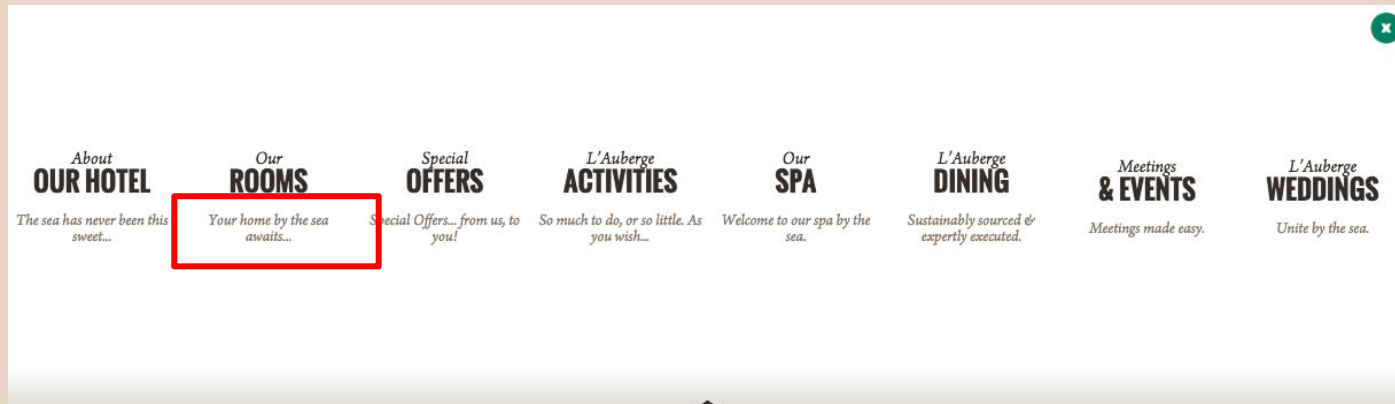 x
About
OUR HOTEL
The sea has never been this
sweet...
Our
ROOMS
Your home by the sea
awaits...
Special
OFFERS
Special Offers... from us, to
you!
L'Auberge
ACTIVITIES
So much to do, or so little. As
you wish...
Our
SPA
Welcome to our spa by the
sea.
L'Auberge
DINING
Sustainably sourced &
expertly executed.
Meetings
& EVENTS
Meetings made easy.
L'Auberge
WEDDINGS
Unite by the sea.